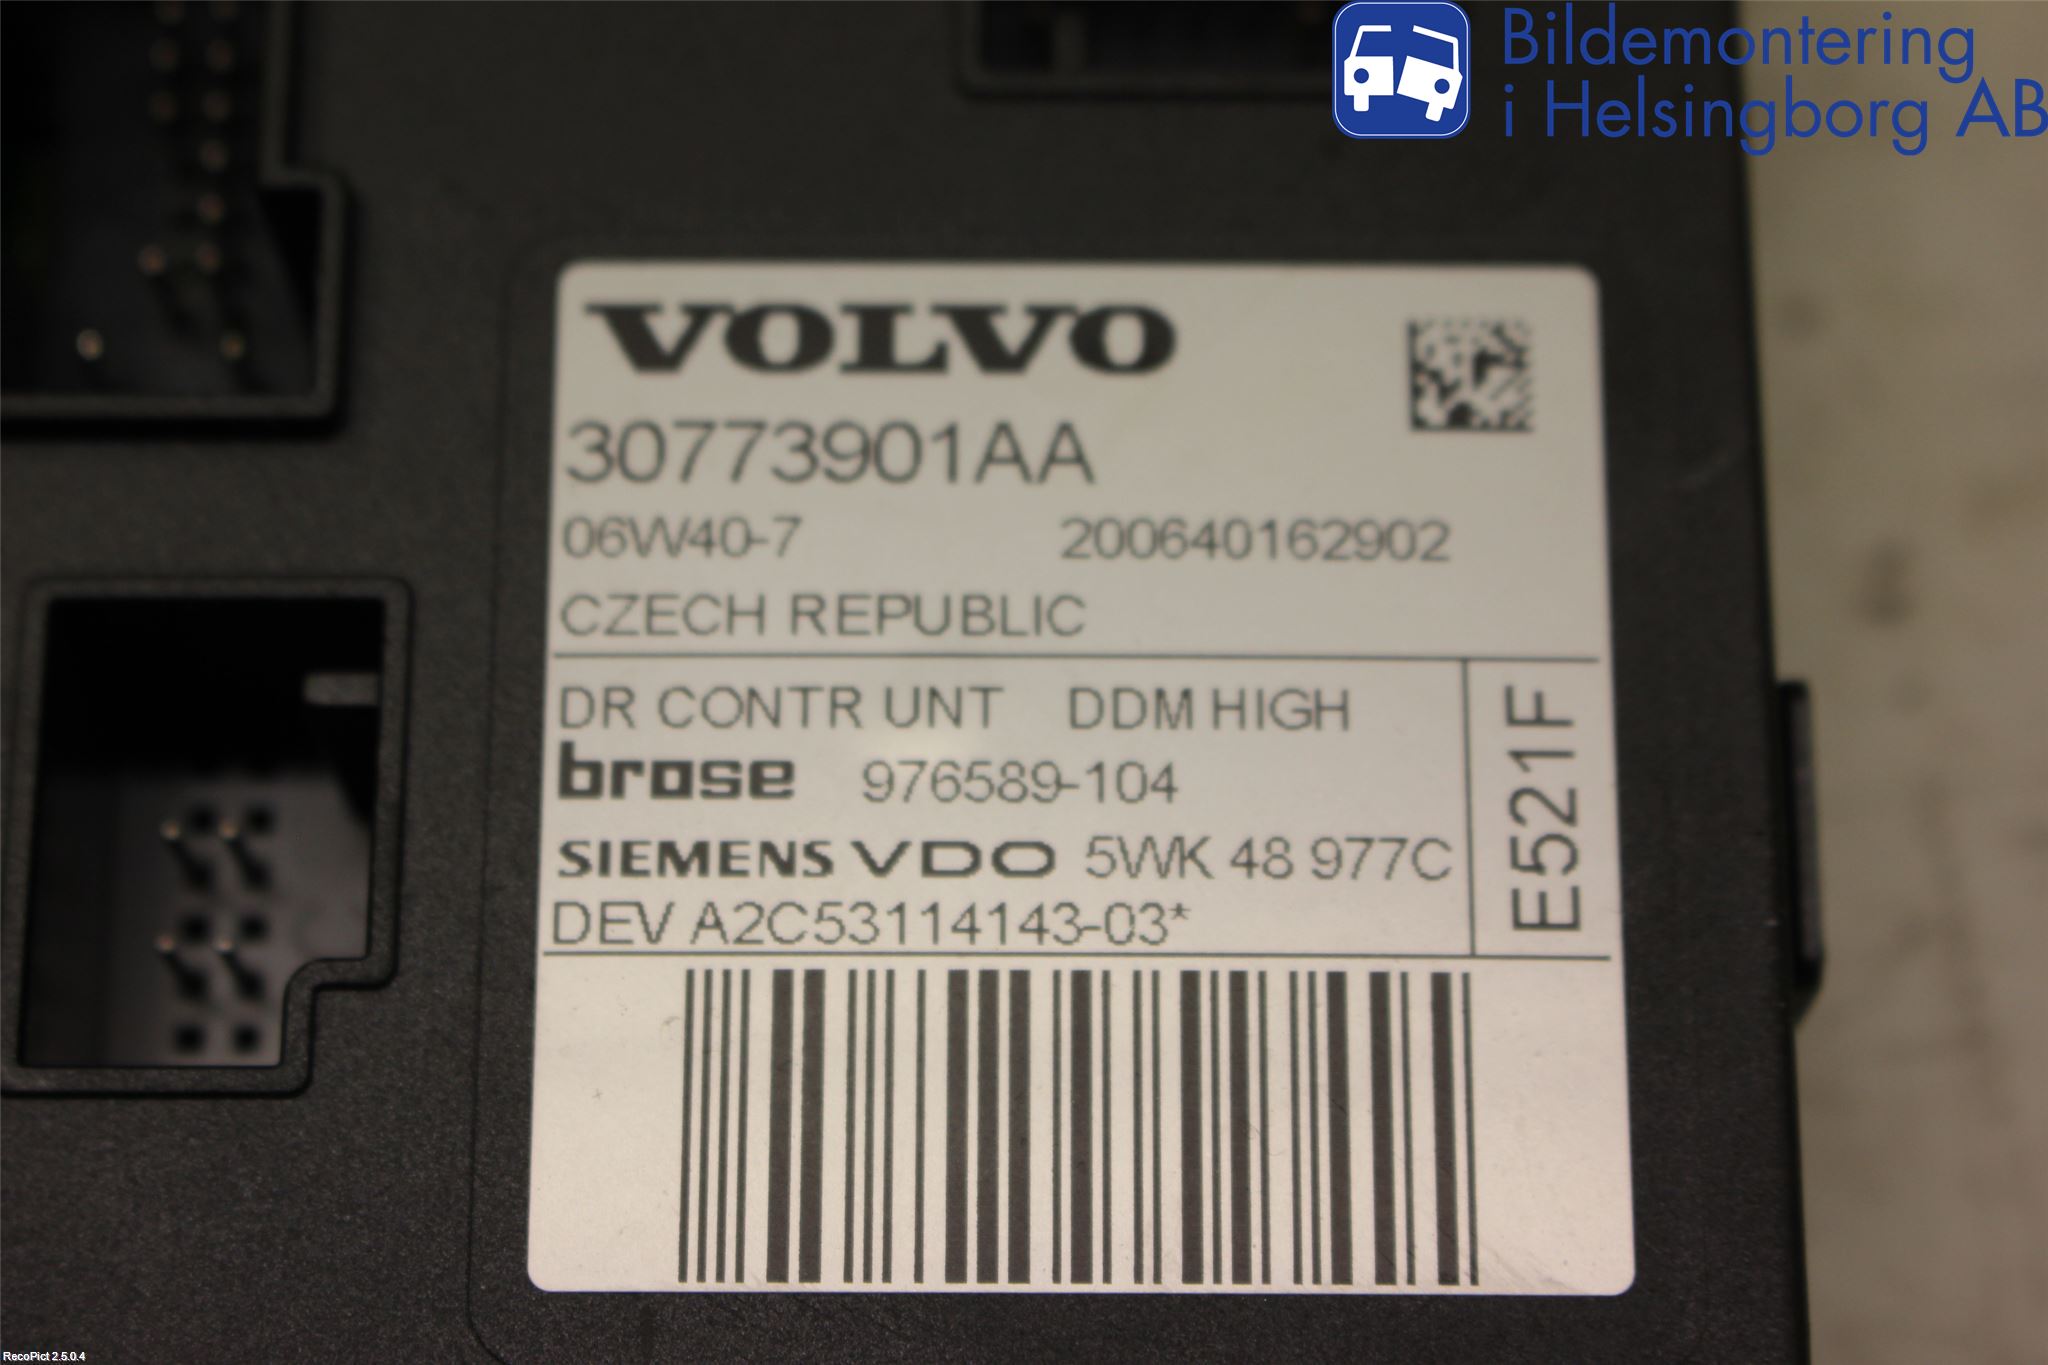 Bildemontering
i Helsingborg AB
VOLVO
30773901AA
06W40-7 200640162902
CZECH REPUBLIC
DR CONTR UNT DDM HIGH
brose 976589-104
SIEMENS VDO 5WK 48 977C
DEV A2C53114143-03*
E521F
RecoPict 2.5.0.4